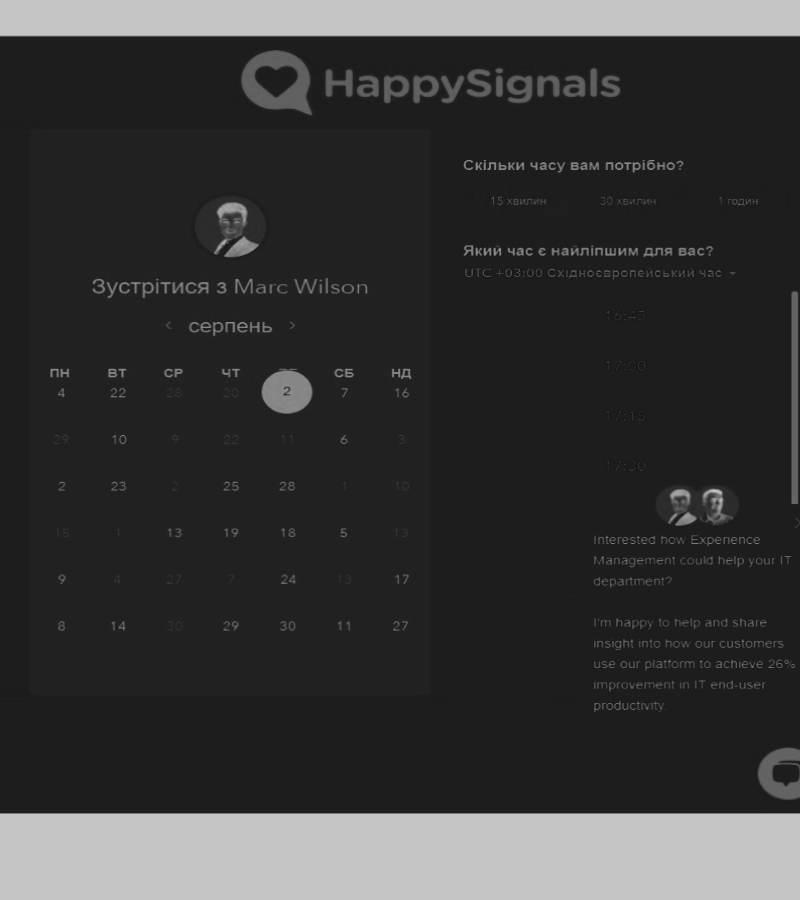 HappySignals
Зустрітися з Marc Wilson
серпень
ПН ВТ СР ЧТ СБ НД
4 22 28 20 2 7 16
29 10 9 22 11 6 3
2 23 2 25 28 1 10
15 1 13 19 18 5 13
9 4 27 7 24 13 17
8 14 30 29 30 11 27
Скільки часу вам потрібно?
15 хвилин 30 хвилин 1 годин
Який час є найліпшим для вас?
UTC +03:00 Східноєвропейський час
16:45
17:00
17:15
17:30
Interested how Experience
Management could help your IT
department?
I'm happy to help and share
insight into how our customers
use our platform to achieve 26%
improvement in IT end-user
productivity.